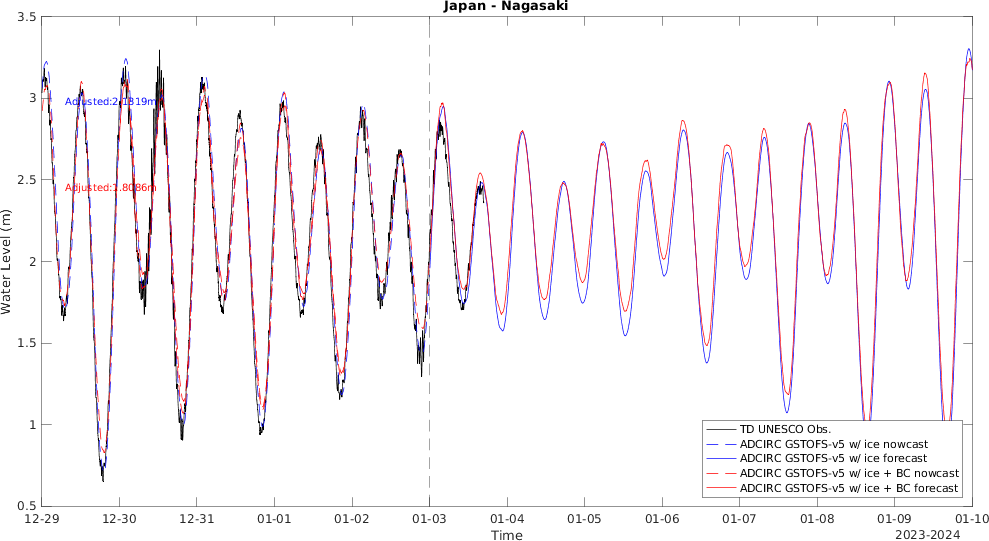 Japan - Nagasaki
3.5
3
2.5
2
1.5
1
0.5
Water Level (m)
Adjusted:2.1319m
Adjusted:1.8086m
TD UNESCO Obs.
ADCIRC GSTOFS-v5 w/ ice nowcast
ADCIRC GSTOFS-v5 w/ ice forecast
ADCIRC GSTOFS-v5 w/ ice + BC nowcast
ADCIRC GSTOFS-v5 w/ ice + BC forecast
12-29 12-30 12-31 01-01 01-02 01-03 01-04 01-05 01-06 01-07 01-08 01-09 01-10
Time
2023-2024